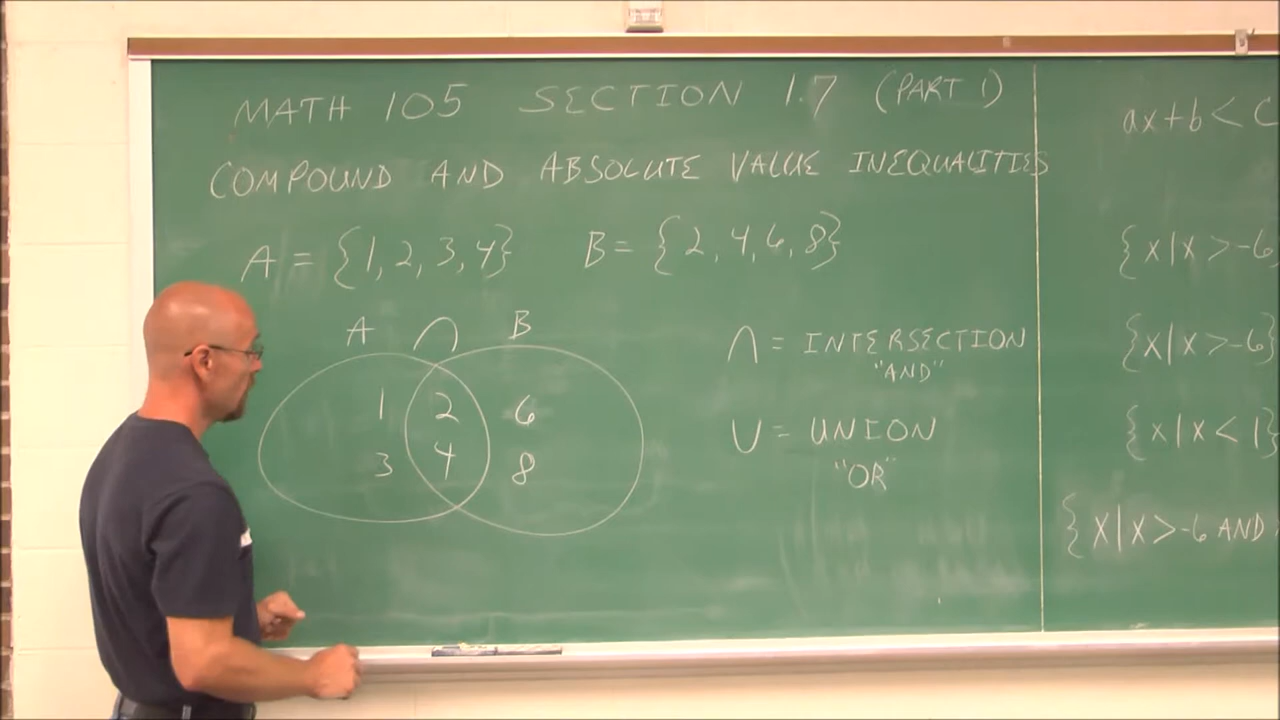 MATH 105 SECTION 1.7 (PART 1)
COMPOUND AND ABSOLUTE VALUE INEQUALITIES
A = {1, 2, 3, 4} B = {2, 4, 6, 8}
A ∩ B
1 2 6
3 4 8
∩ = INTERSECTION
"AND"
U = UNION
"OR"
ax+b < C
{x|x > -6
{x|x > -6}
{x|x < 1}
{x|x > -6 AND